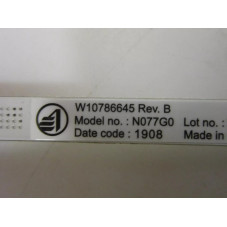 W10786645 Rev. B
Model no. : N077G0 Lot no. :
Date code : 1908 Made in